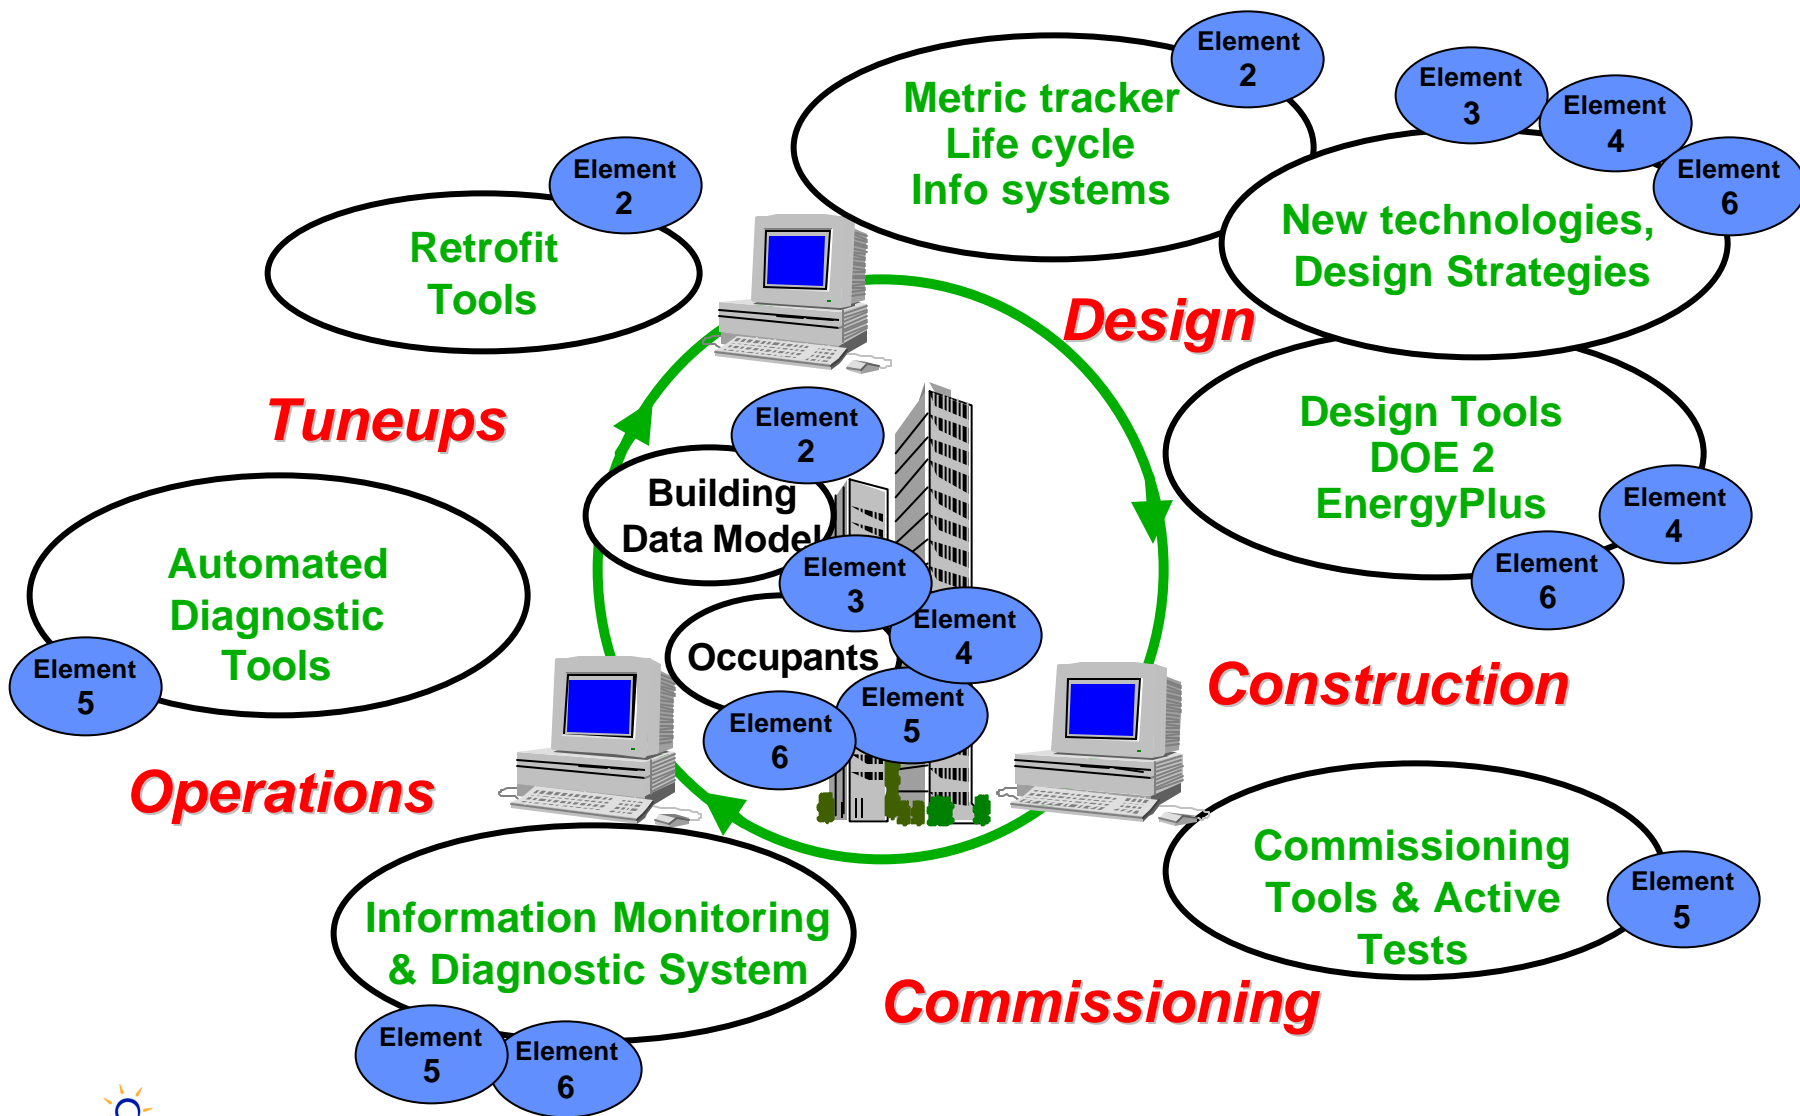 Element
2
Metric tracker
Life cycle
Info systems
Element
3
Element
4
Element
6
New technologies,
Design Strategies
Element
2
Retrofit
Tools
Design
Tuneups
Design Tools
DOE 2
EnergyPlus
Element
4
Element
6
Element
2
Building
Data Model
Element
3
Element
4
Occupants
Element
5
Element
6
Automated
Diagnostic
Tools
Element
5
Construction
Operations
Commissioning
Tools & Active
Tests
Element
5
Information Monitoring
& Diagnostic System
Element
5
Element
6
Commissioning